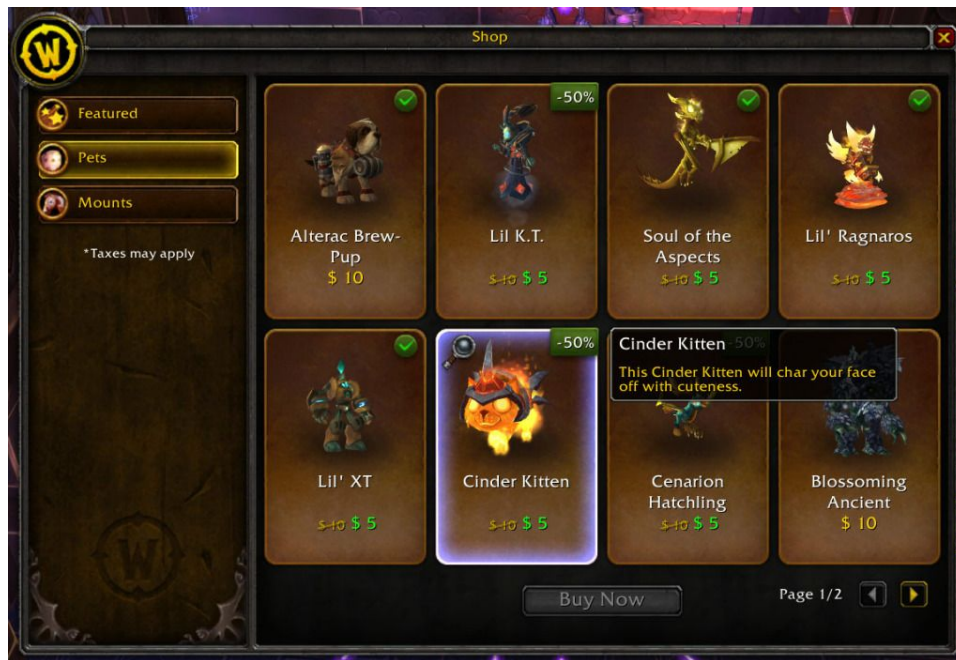 Shop
Featured
Pets
Mounts
*Taxes may apply
Alterac Brew-
Pup
$ 10
-50%
Lil K.T.
$ 10 $ 5
Soul of the
Aspects
$ 10 $ 5
Lil' Ragnaros
$ 10 $ 5
Lil' XT
$ 10 $ 5
-50%
Cinder Kitten
$ 10 $ 5
Cinder Kitten
-50%
This Cinder Kitten will char your face
off with cuteness.
Cenarion
Hatchling
$ 10 $ 5
Blossoming
Ancient
$ 10
Buy Now
Page 1/2